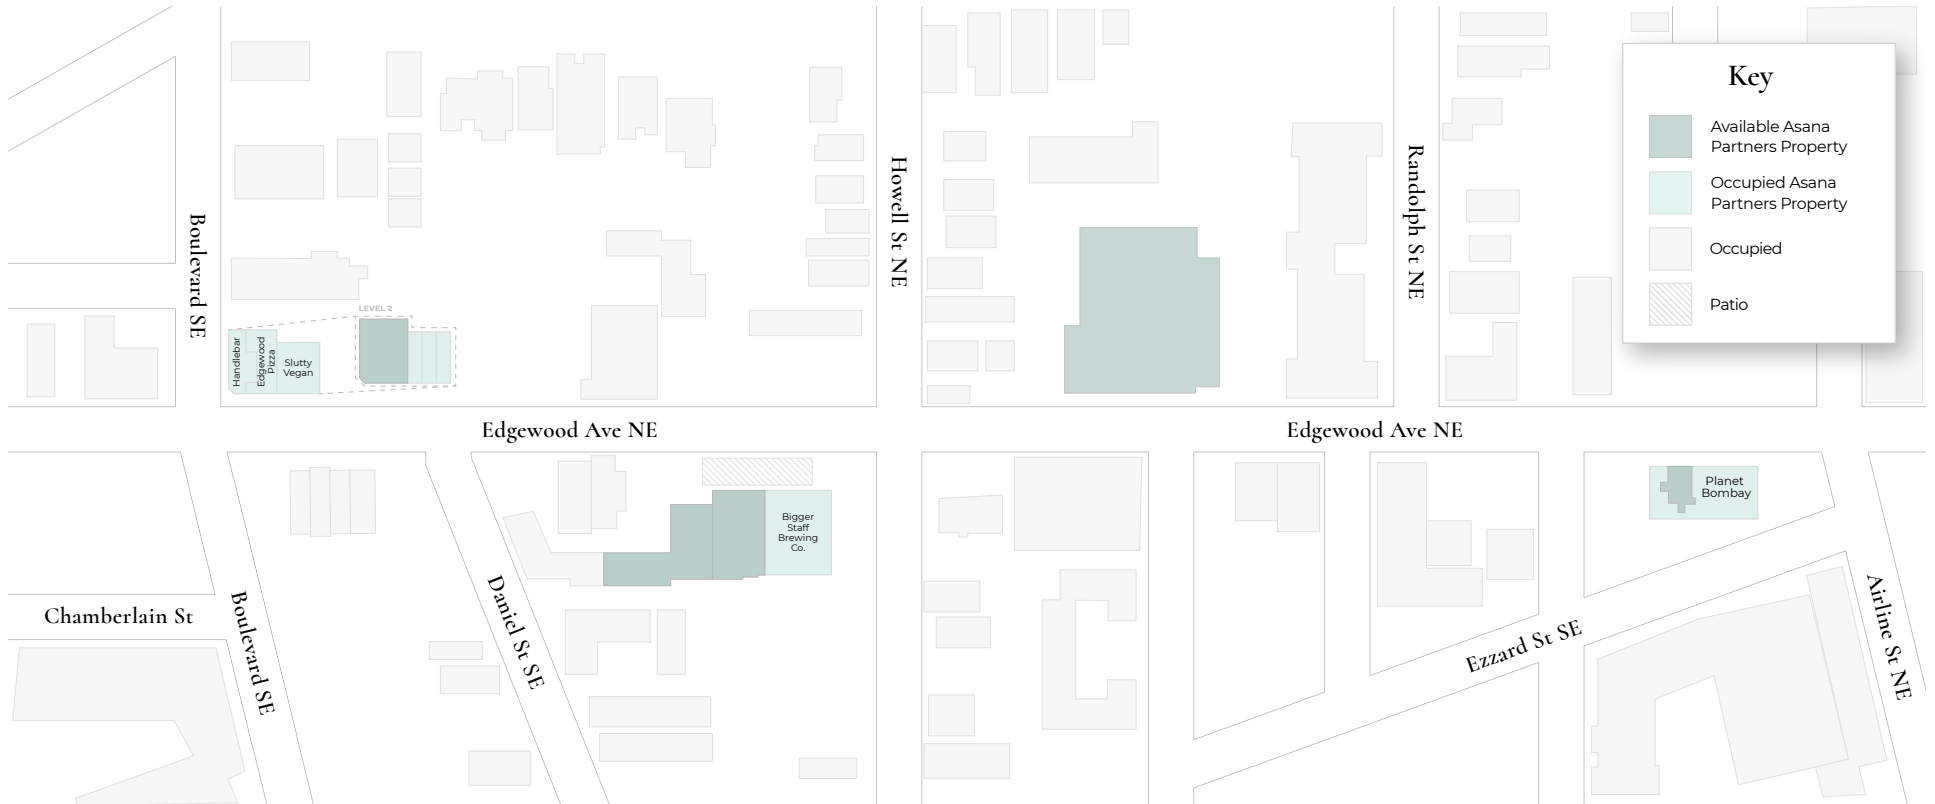 Key
Available Asana
Partners Property
Occupied Asana
Partners Property
Occupied
Patio
Howell St NE
Randolph St NE
Boulevard SE
LEVEL 2
Handlebar
Edgewood
Pizza
Slutty
Vegan
Edgewood Ave NE
Edgewood Ave NE
Planet
Bombay
Bigger
Staff
Brewing
Co.
Chamberlain St
Boulevard SE
Daniel St SE
Ezzard St SE
Airline St NE